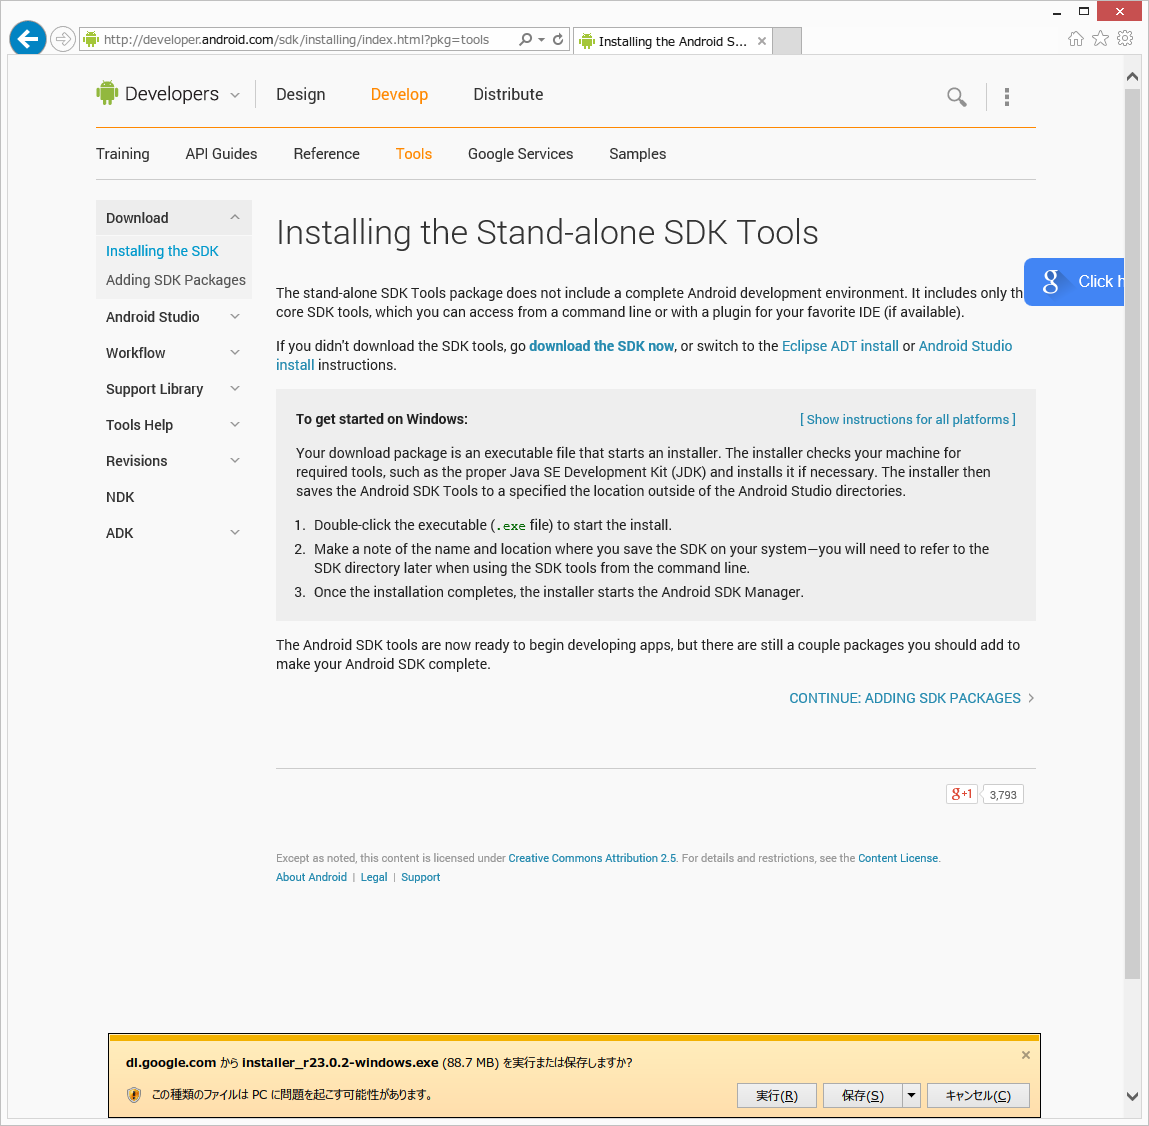 http://developer.android.com/sdk/installing/index.html?pkg=tools
Installing the Android S...
Developers
Design
Develop
Distribute
Training
API Guides
Reference
Tools
Google Services
Samples
Download
Installing the SDK
Adding SDK Packages
Android Studio
Workflow
Support Library
Tools Help
Revisions
NDK
ADK
Installing the Stand-alone SDK Tools
g Click h
The stand-alone SDK Tools package does not include a complete Android development environment. It includes only th
core SDK tools, which you can access from a command line or with a plugin for your favorite IDE (if available).
If you didn't download the SDK tools, go download the SDK now, or switch to the Eclipse ADT install or Android Studio
install instructions.
To get started on Windows:
[ Show instructions for all platforms ]
Your download package is an executable file that starts an installer. The installer checks your machine for
required tools, such as the proper Java SE Development Kit (JDK) and installs it if necessary. The installer then
saves the Android SDK Tools to a specified the location outside of the Android Studio directories.
1. Double-click the executable (.exe file) to start the install.
2. Make a note of the name and location where you save the SDK on your system—you will need to refer to the
SDK directory later when using the SDK tools from the command line.
3. Once the installation completes, the installer starts the Android SDK Manager.
The Android SDK tools are now ready to begin developing apps, but there are still a couple packages you should add to
make your Android SDK complete.
CONTINUE: ADDING SDK PACKAGES
g+1 3,793
Except as noted, this content is licensed under Creative Commons Attribution 2.5. For details and restrictions, see the Content License.
About Android | Legal | Support
dl.google.com から installer_r23.0.2-windows.exe (88.7 MB) を実行または保存しますか?
この種類のファイルは PC に問題を起こす可能性があります。
実行(R)
保存(S)
キャンセル(C)